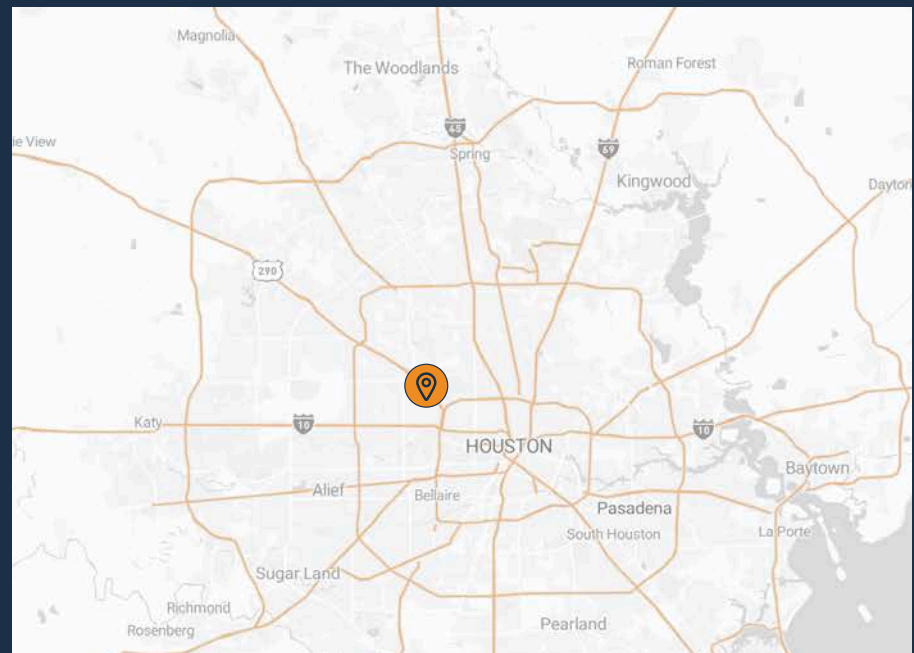 Magnolia
The Woodlands
Roman Forest
ie View
45
69
Spring
Kingwood
Dayto
290
Katy
10
10
HOUSTON
Alief
Bellaire
Baytown
Pasadena
South Houston
La Porte
Sugar Land
Richmond
Rosenberg
Pearland